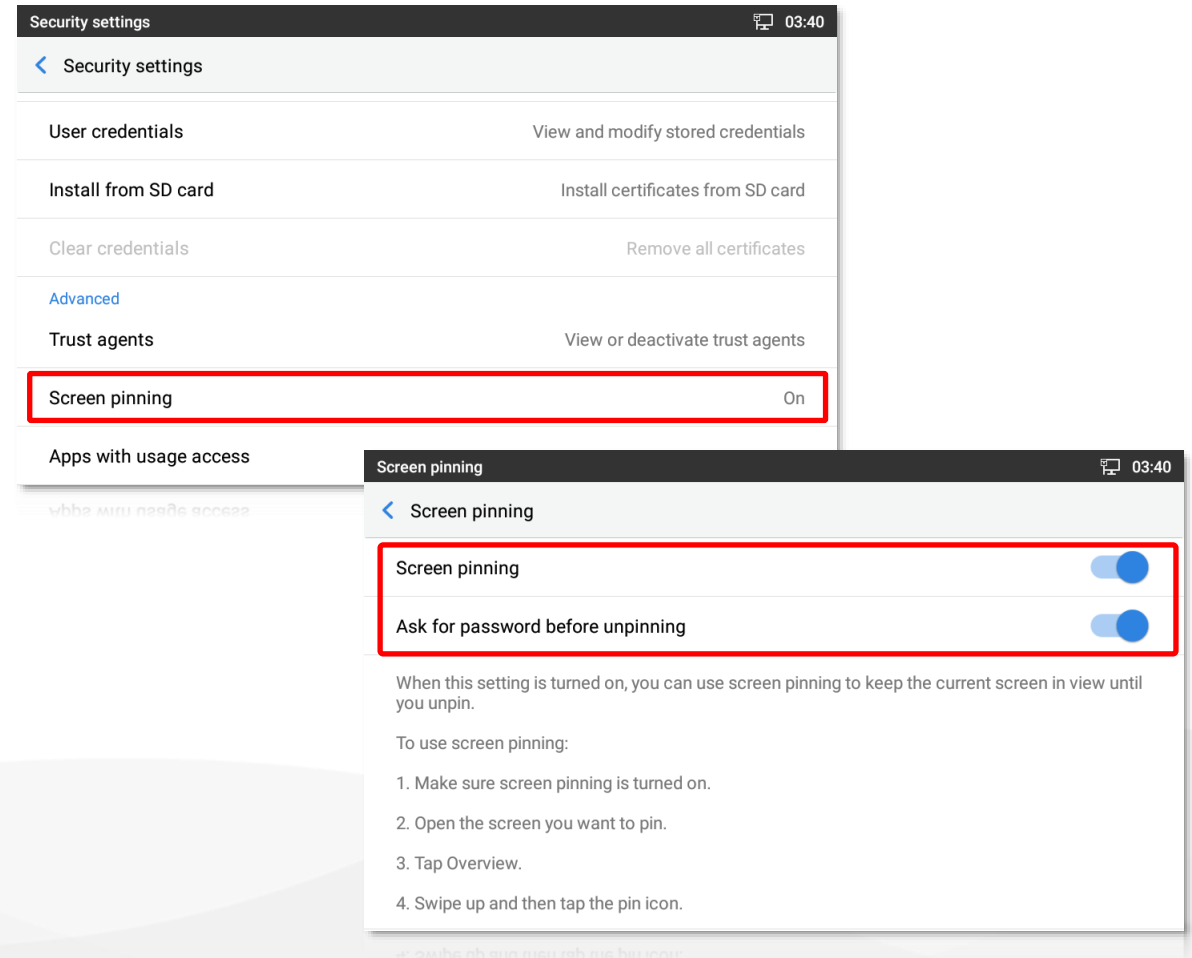 Security settings 03:40
Security settings
User credentials View and modify stored credentials
Install from SD card Install certificates from SD card
Clear credentials Remove all certificates
Advanced
Trust agents View or deactivate trust agents
Screen pinning On
Apps with usage access
Screen pinning 03:40
Screen pinning
Screen pinning
Ask for password before unpinning
When this setting is turned on, you can use screen pinning to keep the current screen in view until
you unpin.
To use screen pinning:
1. Make sure screen pinning is turned on.
2. Open the screen you want to pin.
3. Tap Overview.
4. Swipe up and then tap the pin icon.